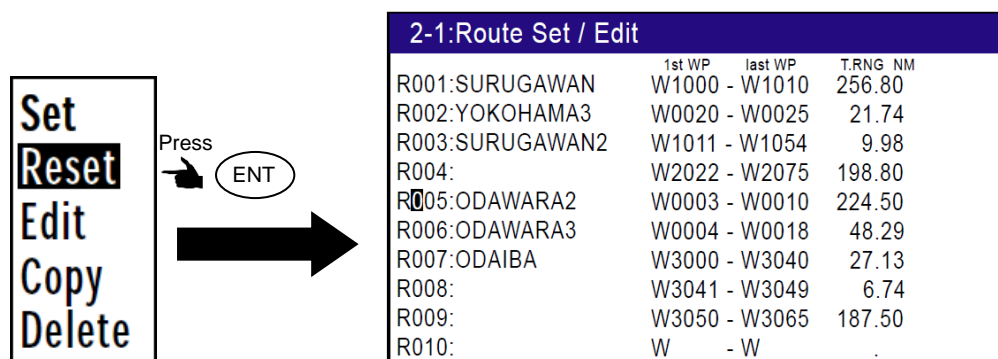 Set
Reset
Edit
Copy
Delete
Press
ENT
2-1:Route Set / Edit
1st WP last WP T.RNG NM
R001:SURUGAWAN W1000 - W1010 256.80
R002:YOKOHAMA3 W0020 - W0025 21.74
R003:SURUGAWAN2 W1011 - W1054 9.98
R004: W2022 - W2075 198.80
R005:ODAWARA2 W0003 - W0010 224.50
R006:ODAWARA3 W0004 - W0018 48.29
R007:ODAIBA W3000 - W3040 27.13
R008: W3041 - W3049 6.74
R009: W3050 - W3065 187.50
R010: W - W .